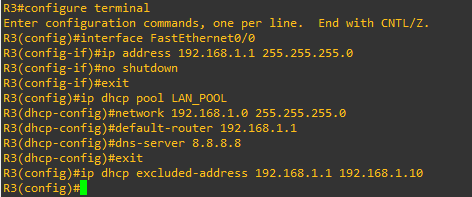 R3#configure terminal
Enter configuration commands, one per line.  End with CNTL/Z.
R3(config)#interface FastEthernet0/0
R3(config-if)#ip address 192.168.1.1 255.255.255.0
R3(config-if)#no shutdown
R3(config-if)#exit
R3(config)#ip dhcp pool LAN_POOL
R3(dhcp-config)#network 192.168.1.0 255.255.255.0
R3(dhcp-config)#default-router 192.168.1.1
R3(dhcp-config)#dns-server 8.8.8.8
R3(dhcp-config)#exit
R3(config)#ip dhcp excluded-address 192.168.1.1 192.168.1.10
R3(config)#